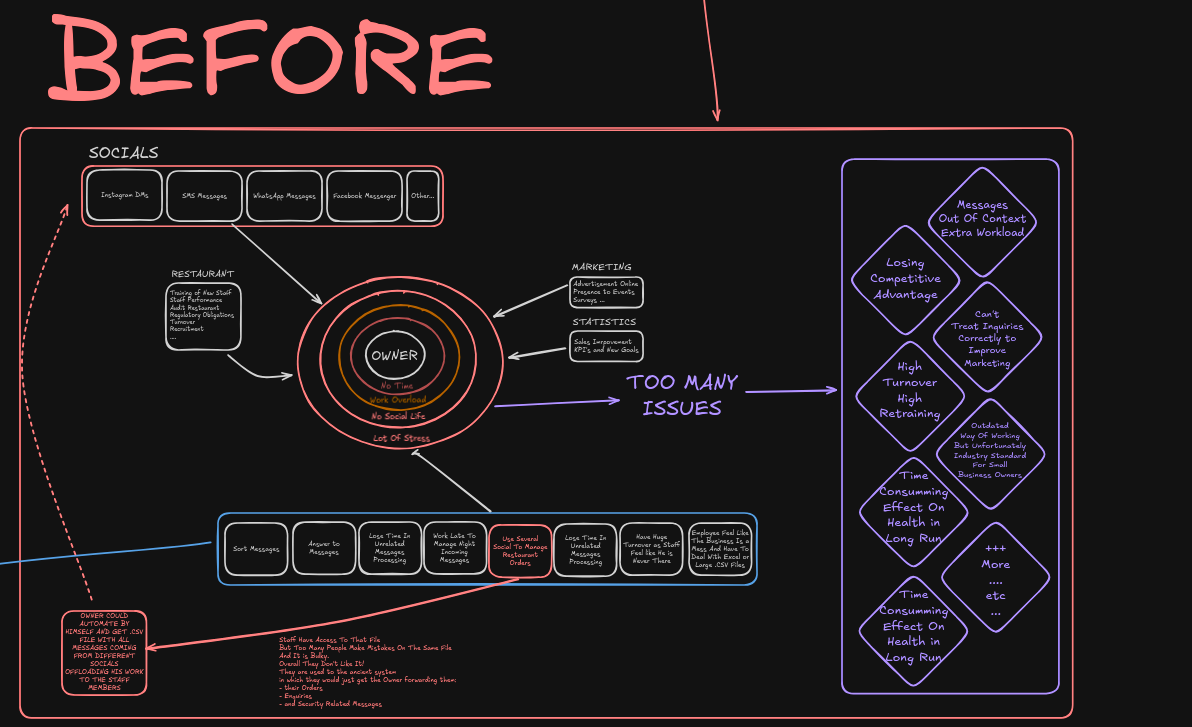 BEFORE
SOCIALS
Instagram DMs
SMS Messages
WhatsApp Messages
Facebook Messenger
Other...
RESTAURANT
Training of New Staff
Staff Performance
Audit Restaurant
Regulatory Obligations
Turnover
Recruitment
....
MARKETING
Advertisement Online
Presence to Events
Surveys ...
STATISTICS
Sales Improvement
KPI's and New Goals
OWNER
No Time
Work Overload
No Social Life
Lot Of Stress
TOO MANY
ISSUES
Messages
Out Of Context
Extra Workload
Losing
Competitive
Advantage
Can't
Treat Inquiries
Correctly to
Improve
Marketing
High
Turnover
High
Retraining
Outdated
Way Of Working
But Unfortunately
Industry Standard
For Small
Business Owners
Time
Consumming
Effect On
Health in
Long Run
+++
More
....
etc
...
Time
Consumming
Effect On
Health in
Long Run
Sort Messages
Answer to
Messages
Lose Time In
Unrelated
Messages
Processing
Work Late To
Manage Night
Incoming
Messages
Use Several
Social To Manage
Restaurant
Orders
Lose Time In
Unrelated
Messages
Processing
Have Huge
Turnover as Staff
Feel like He is
Never There
Employee Feel Like
The Business Is a
Mess And Have To
Deal With Excel or
Large .CSV Files
OWNER COULD
AUTOMATE BY
HIMSELF AND GET .CSV
FILE WITH ALL
MESSAGES COMING
FROM DIFFERENT
SOCIALS
OFFLOADING HIS WORK
TO THE STAFF
MEMBERS
Staff Have Access To That File
But Too Many People Make Mistakes On The Same File
And It is Bulky.
Overall They Don't Like It!
They are used to the ancient system
in which they would just get the Owner forwarding them:
- their Orders
- Enquiries
- and Security Related Messages